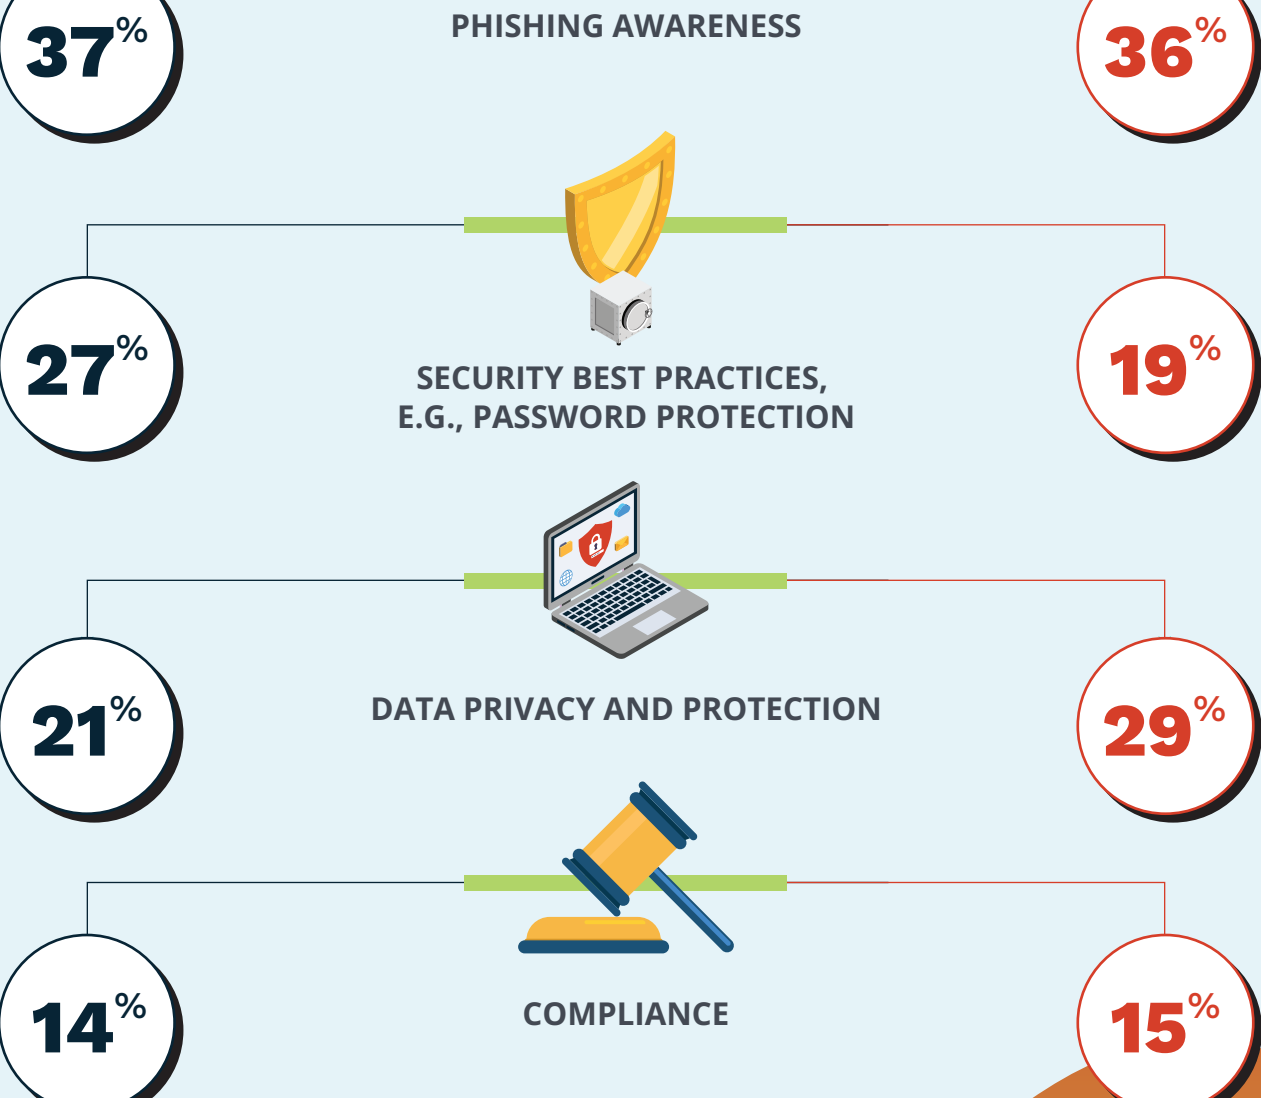 37%
PHISHING AWARENESS
36%
27%
SECURITY BEST PRACTICES,
E.G., PASSWORD PROTECTION
19%
21%
DATA PRIVACY AND PROTECTION
29%
14%
COMPLIANCE
15%